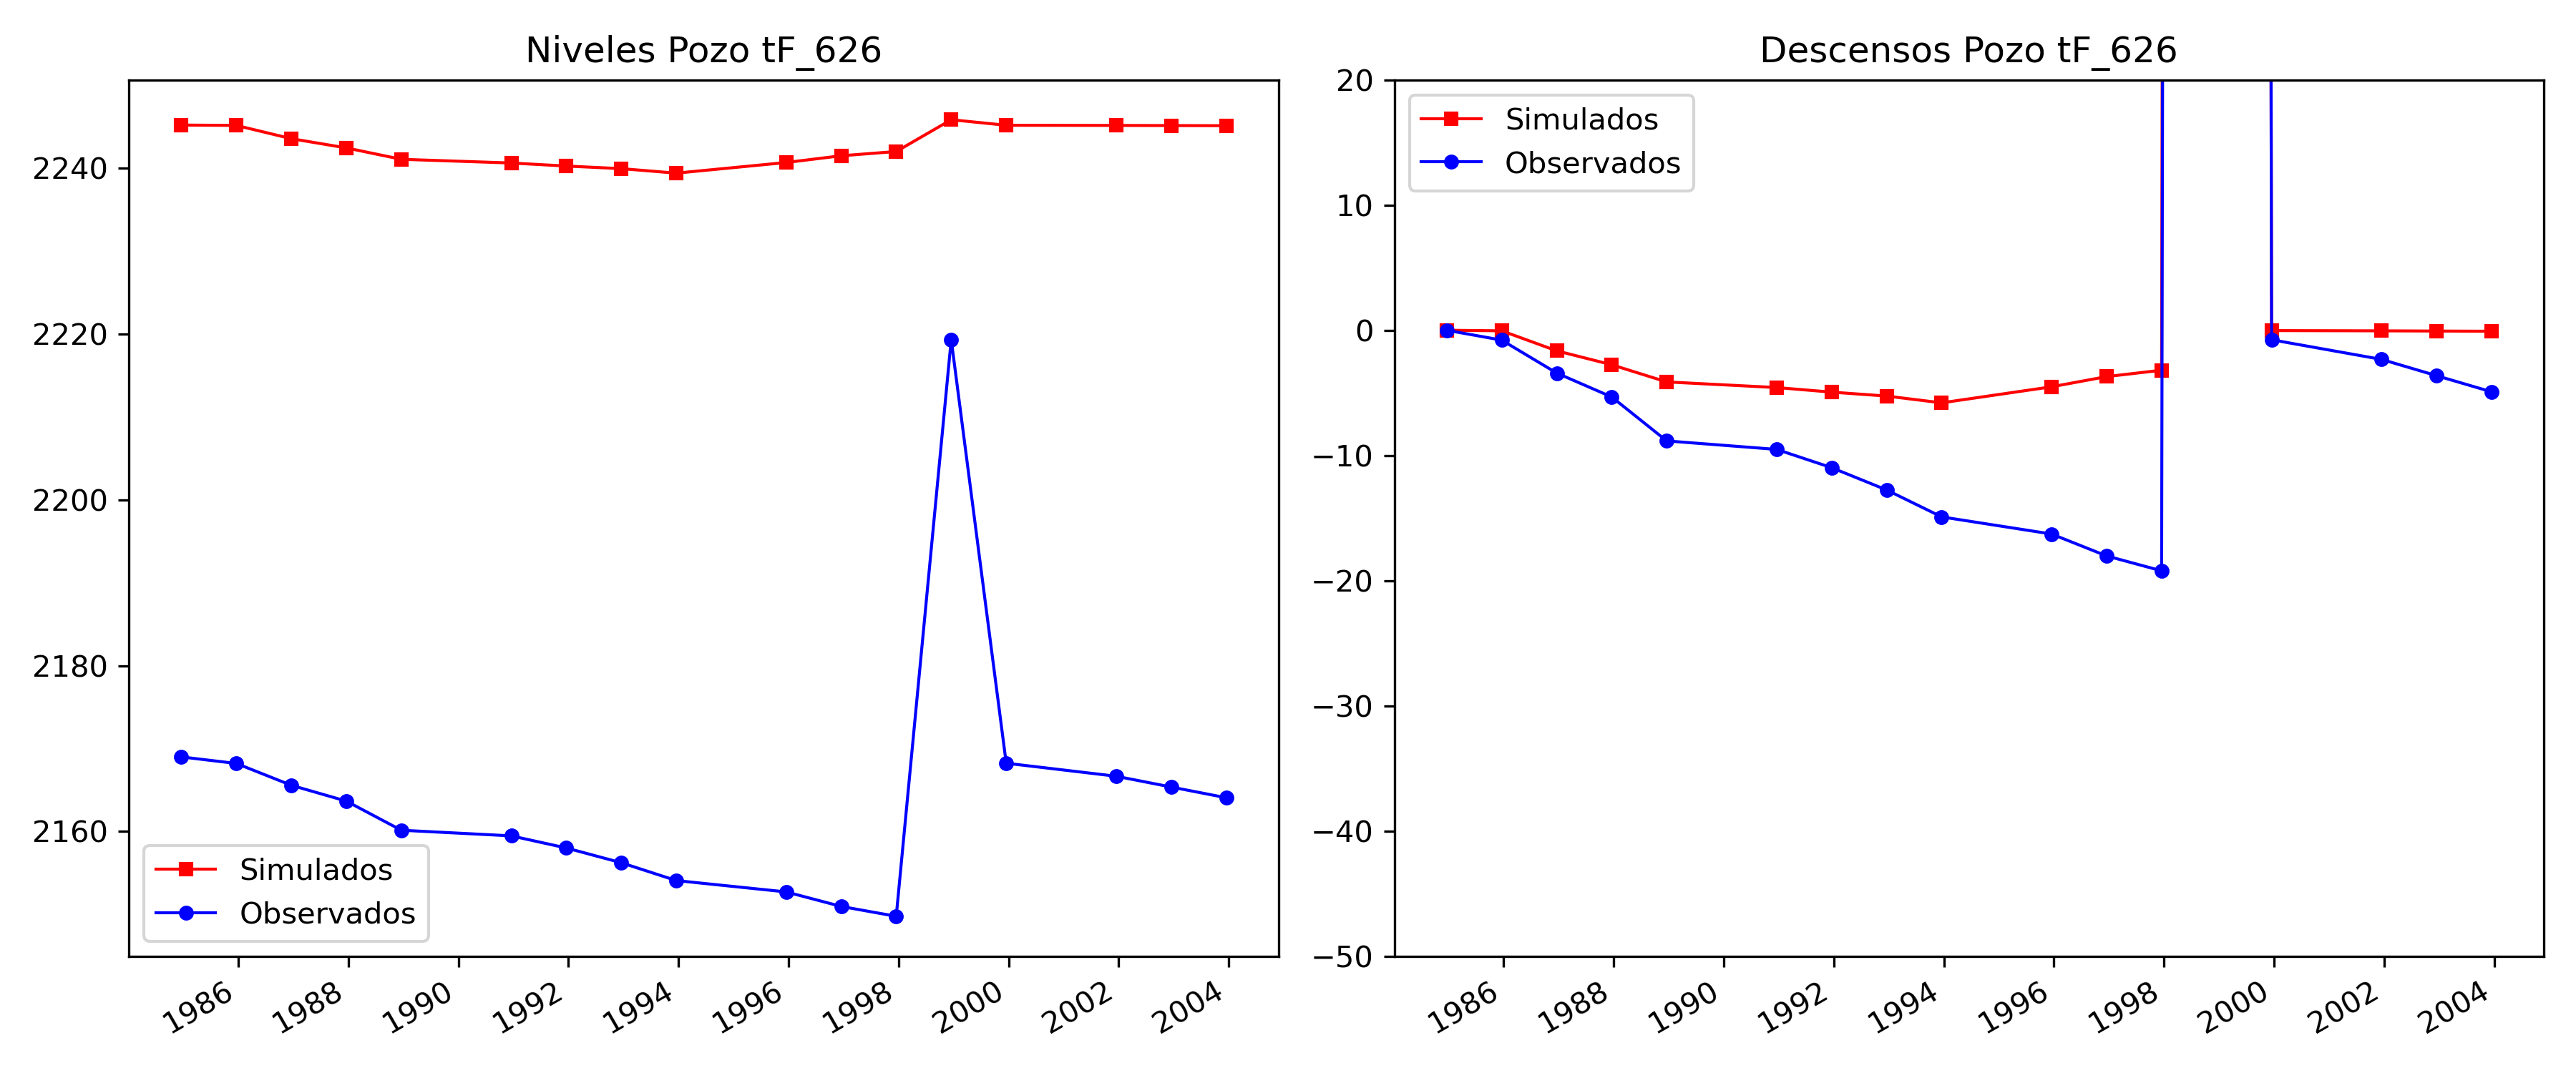 Niveles Pozo tF_626
2240
2220
2200
2180
2160
Simulados
Observados
1986 1988 1990 1992 1994 1996 1998 2000 2002 2004
Descensos Pozo tF_626
Simulados
Observados
20
10
0
−10
−20
−30
−40
−50
1986 1988 1990 1992 1994 1996 1998 2000 2002 2004